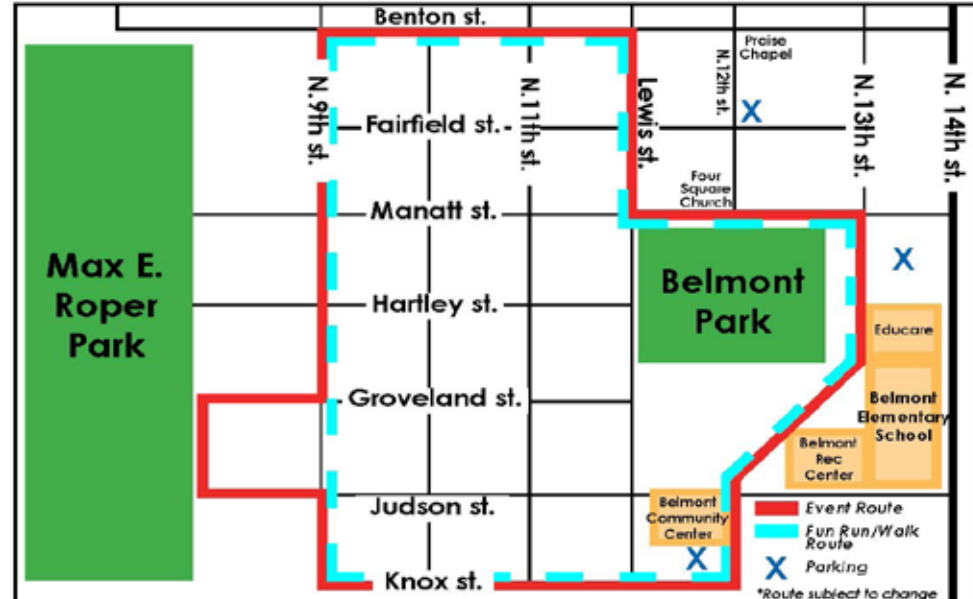 Benton st.
N.9th st.
N.11th st.
Lewis st.
N.12th st.
Praise
Chapel
X
N.13th st.
N. 14th st.
Fairfield st.
Four
Square
Church
Manatt st.
Max E.
Roper
Park
Hartley st.
Belmont
Park
X
Educare
Groveland st.
Belmont
Elementary
School
Belmont
Rec
Center
Judson st.
Belmont
Community
Center
X
Knox st.
Event Route
Fun Run/Walk
Route
X Parking
*Route subject to change